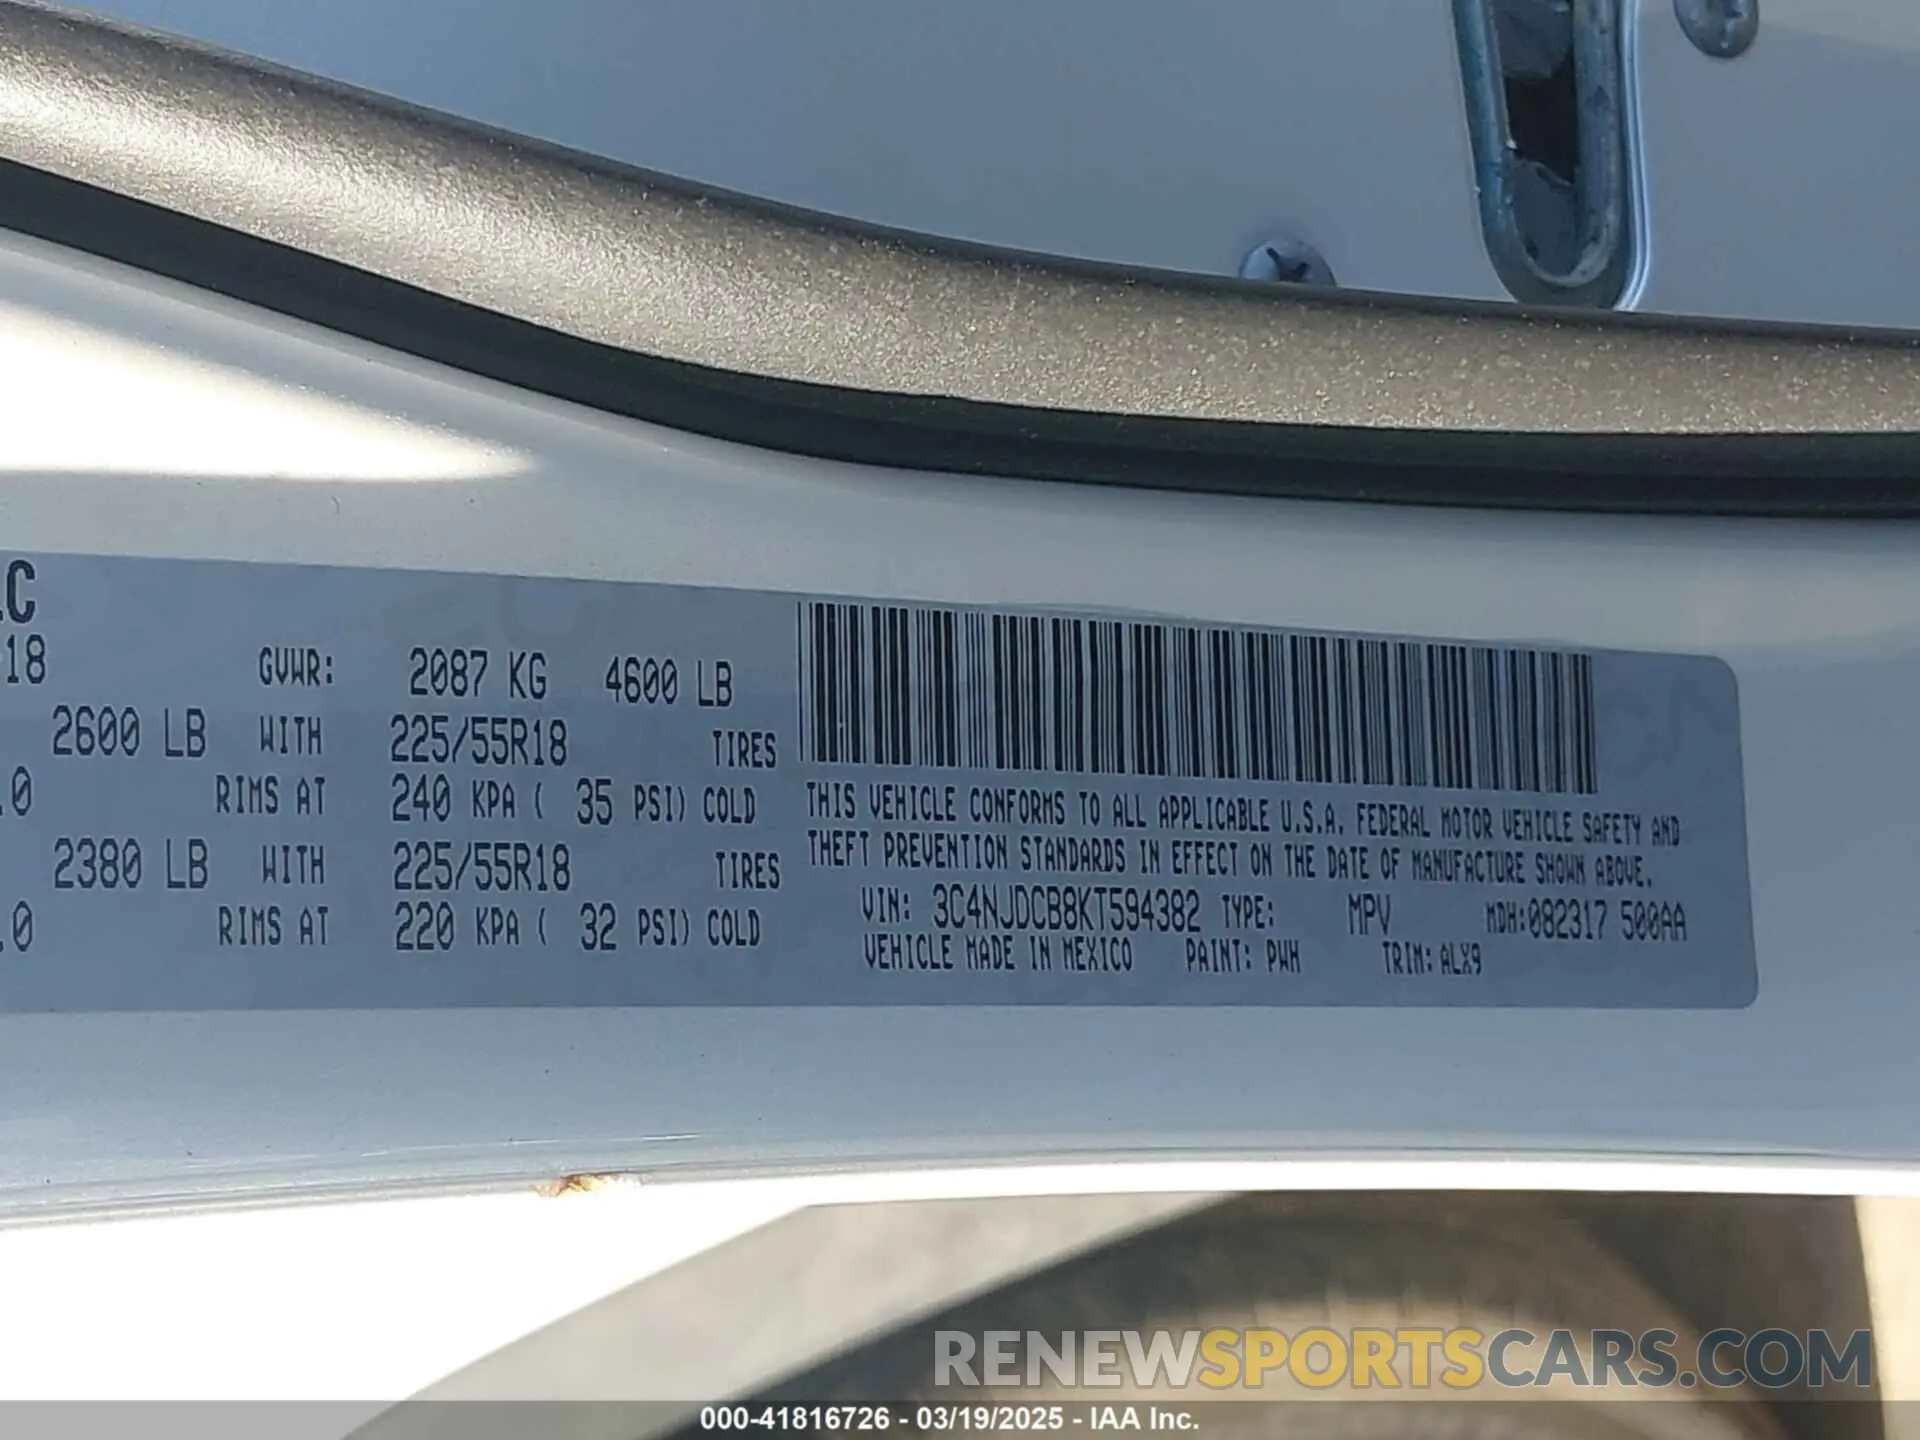 LC
18 GVWR: 2087 KG 4600 LB
2600 LB WITH 225/55R18 TIRES
.0 RIMS AT 240 KPA ( 35 PSI) COLD
2380 LB WITH 225/55R18 TIRES
.0 RIMS AT 220 KPA ( 32 PSI) COLD
THIS VEHICLE CONFORMS TO ALL APPLICABLE U.S.A. FEDERAL MOTOR VEHICLE SAFETY AND
THEFT PREVENTION STANDARDS IN EFFECT ON THE DATE OF MANUFACTURE SHOWN ABOVE.
VIN: 3C4NJDCB8KT594382 TYPE: MPV MDH:082317 500AA
VEHICLE MADE IN MEXICO PAINT: PWH TRIM: ALX9
RENEWSPORTSCARS.COM
000-41816726 - 03/19/2025 - IAA Inc.